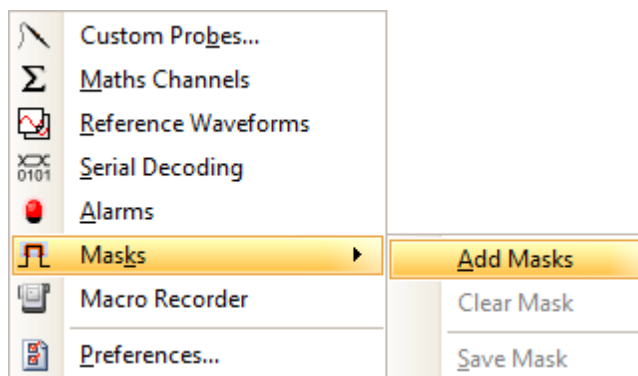 Custom Probes...
Maths Channels
Reference Waveforms
0101 Serial Decoding
Alarms
Masks
Add Masks
Macro Recorder
Clear Mask
Preferences...
Save Mask